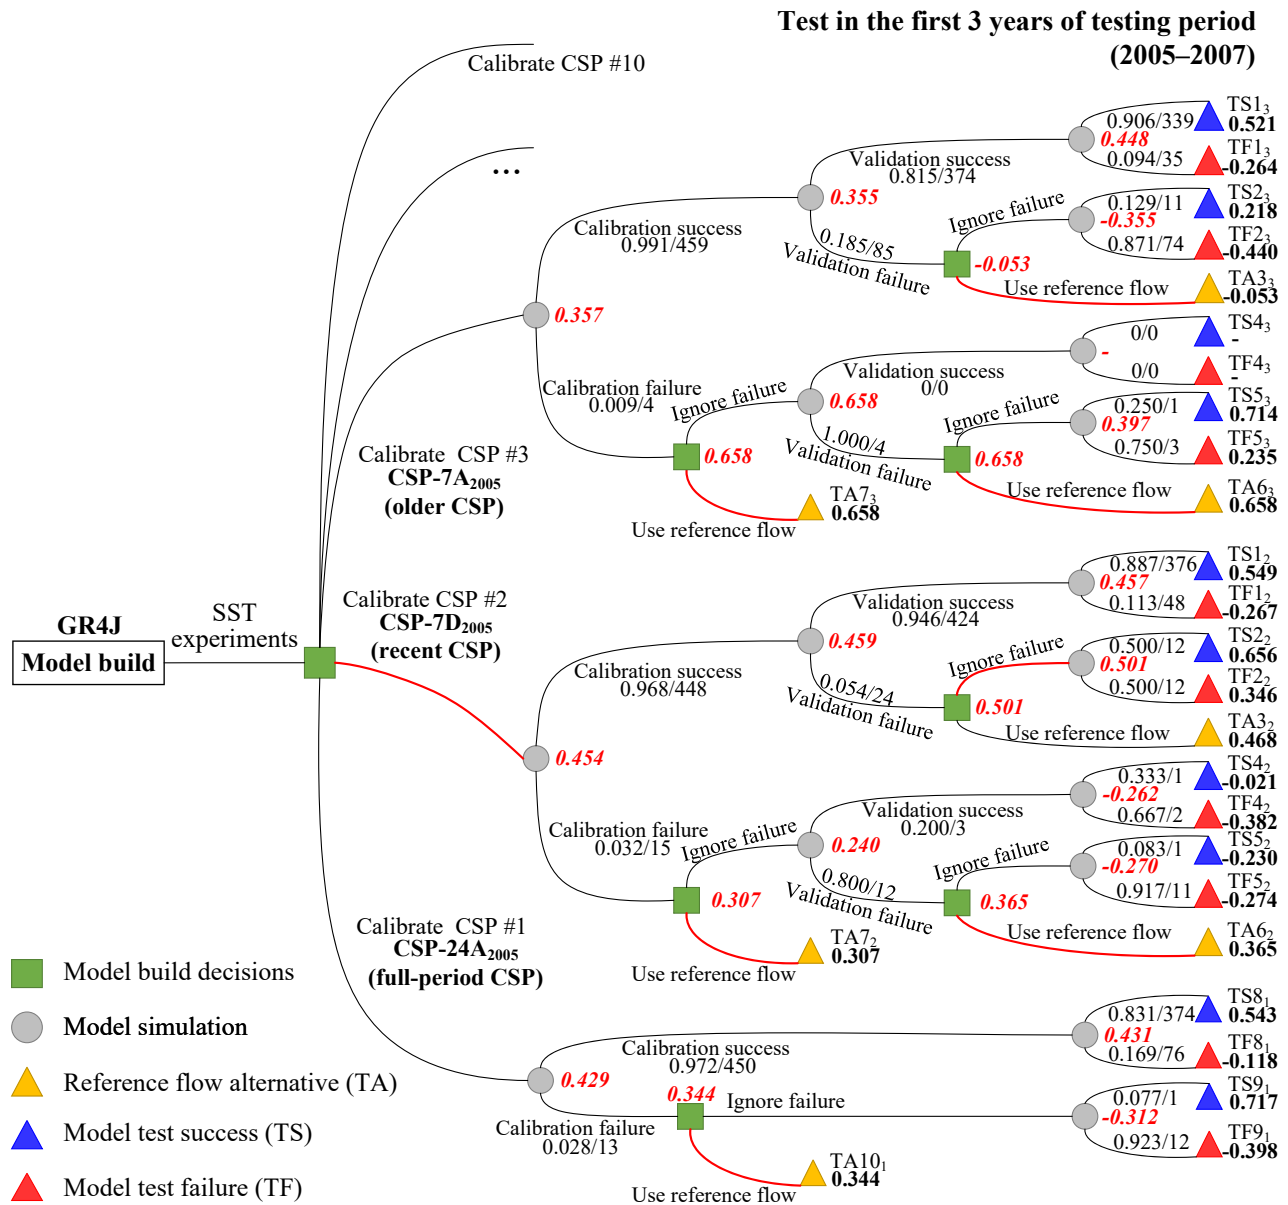 Test in the first 3 years of testing period
(2005–2007)
Calibrate CSP #10
...
TS1₃
0.906/339
0.521
0.448
TF1₃
0.094/35
-0.264
Validation success
0.815/374
0.355
TS2₃
0.129/11
0.218
Ignore failure
-0.355
TF2₃
0.871/74
-0.440
Calibration success
0.991/459
0.185/85
Validation failure
-0.053
TA3₃
Use reference flow
-0.053
0.357
TS4₃
0/0
-
-
TF4₃
0/0
-
Validation success
0/0
Calibration failure
0.009/4
Ignore failure
0.658
TS5₃
0.250/1
0.714
Ignore failure
0.397
TF5₃
0.750/3
0.235
1.000/4
Validation failure
0.658
0.658
Calibrate CSP #3
CSP-7A₂₀₀₅
(older CSP)
TA6₃
Use reference flow
0.658
TA7₃
0.658
Use reference flow
TS1₂
0.887/376
0.549
0.457
TF1₂
0.113/48
-0.267
Calibrate CSP #2
CSP-7D₂₀₀₅
(recent CSP)
SST
experiments
GR4J
Model build
Validation success
0.946/424
0.459
TS2₂
0.500/12
0.656
Ignore failure
0.501
TF2₂
0.500/12
0.346
Calibration success
0.968/448
0.054/24
Validation failure
0.501
TA3₂
Use reference flow
0.468
0.454
TS4₂
0.333/1
-0.021
-0.262
TF4₂
0.667/2
-0.382
Validation success
0.200/3
Calibration failure
0.032/15
Ignore failure
0.240
TS5₂
0.083/1
-0.230
Ignore failure
-0.270
TF5₂
0.917/11
-0.274
0.800/12
Validation failure
0.307
0.365
Calibrate CSP #1
CSP-24A₂₀₀₅
(full-period CSP)
TA6₂
Use reference flow
0.365
TA7₂
0.307
Use reference flow
TS8₁
0.831/374
0.543
0.431
TF8₁
0.169/76
-0.118
Calibration success
0.972/450
0.429
0.344
Ignore failure
TS9₁
0.077/1
0.717
-0.312
TF9₁
0.923/12
-0.398
Calibration failure
0.028/13
TA10₁
0.344
Use reference flow
Model build decisions
Model simulation
Reference flow alternative (TA)
Model test success (TS)
Model test failure (TF)